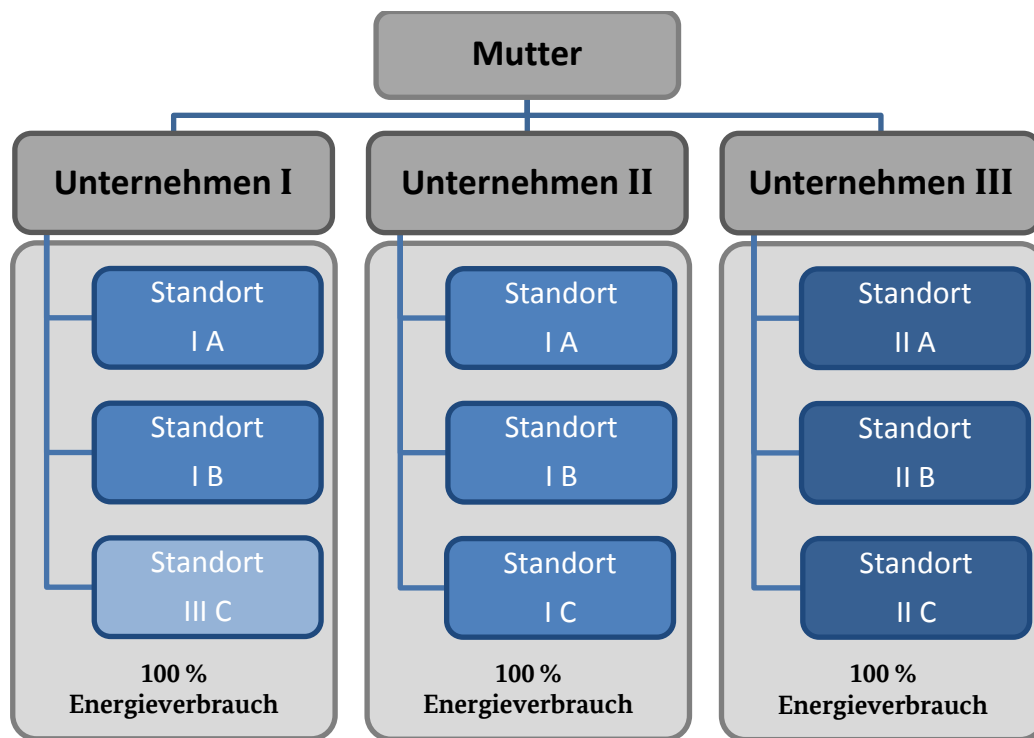 Mutter
Unternehmen I
Standort
I A
Standort
I B
Standort
III C
100 %
Energieverbrauch
Unternehmen II
Standort
I A
Standort
I B
Standort
I C
100 %
Energieverbrauch
Unternehmen III
Standort
II A
Standort
II B
Standort
II C
100 %
Energieverbrauch